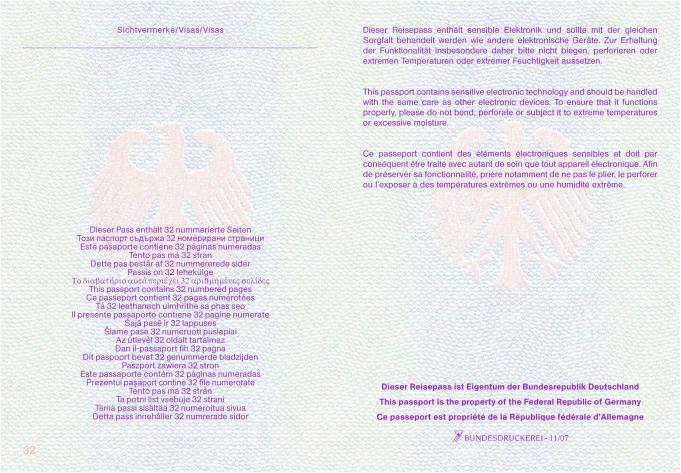 Sichtvermerke/Visas/Visas
Dieser Pass enthält 32 nummerierte Seiten
Този паспорт съдържа 32 номерирани страници
Este pasaporte contiene 32 páginas numeradas
Tento pas má 32 stran
Dette pas består af 32 nummererede sider
Passis on 32 lehekülge
Το διαβατήριο αυτό περιέχει 32 αριθμημένες σελίδες
This passport contains 32 numbered pages
Ce passeport contient 32 pages numérotées
Tá 32 leathanach uimhrithe sa phas seo
Il presente passaporto contiene 32 pagine numerate
Šajā pasē ir 32 lappuses
Šiame pase 32 numeruoti puslapiai
Az útlevél 32 oldalt tartalmaz
Dan il-passaport fih 32 paġna
Dit paspoort bevat 32 genummerde bladzijden
Paszport zawiera 32 stron
Este passaporte contém 32 páginas numeradas
Prezentul paşaport conţine 32 file numerotate
Tento pas má 32 strán
Ta potni list vsebuje 32 strani
Tämä passi sisältää 32 numeroitua sivua
Detta pass innehåller 32 numrerade sidor
32
Dieser Reisepass enthält sensible Elektronik und sollte mit der gleichen
Sorgfalt behandelt werden wie andere elektronische Geräte. Zur Erhaltung
der Funktionalität insbesondere daher bitte nicht biegen, perforieren oder
extremen Temperaturen oder extremer Feuchtigkeit aussetzen.
This passport contains sensitive electronic technology and should be handled
with the same care as other electronic devices. To ensure that it functions
properly, please do not bend, perforate or subject it to extreme temperatures
or excessive moisture.
Ce passeport contient des éléments électroniques sensibles et doit par
conséquent être traité avec autant de soin que tout appareil électronique. Afin
de préserver sa fonctionnalité, prière notamment de ne pas le plier, le perforer
ou l'exposer à des températures extrêmes ou une humidité extrême.
Dieser Reisepass ist Eigentum der Bundesrepublik Deutschland
This passport is the property of the Federal Republic of Germany
Ce passeport est propriété de la République fédérale d'Allemagne
BUNDESDRUCKEREI - 11/07